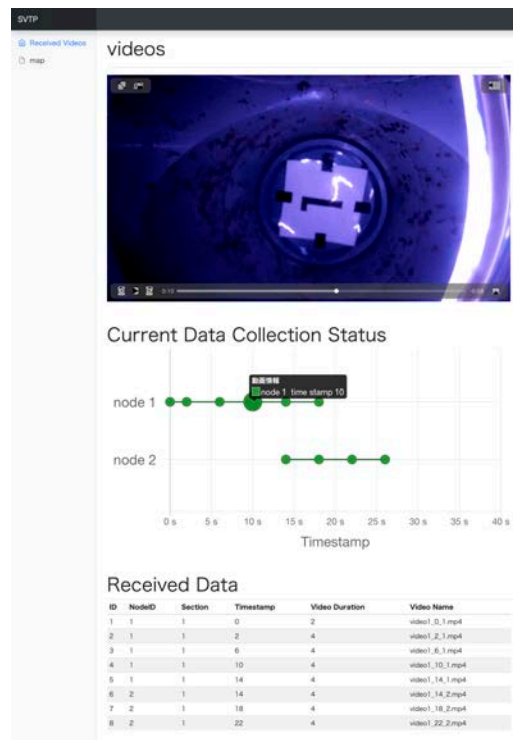 SVTP
Received Videos
map
videos
0:15
Current Data Collection Status
動画情報
node 1 time stamp 10
node 1
node 2
0 s 5 s 10 s 15 s 20 s 25 s 30 s 35 s 40 s
Timestamp
Received Data
ID NodeID Section Timestamp Video Duration Video Name
1 1 1 0 2 video1_0_1.mp4
2 1 1 2 4 video1_2_1.mp4
3 1 1 6 4 video1_6_1.mp4
4 1 1 10 4 video1_10_1.mp4
5 1 1 14 4 video1_14_1.mp4
6 2 1 14 4 video1_14_2.mp4
7 2 1 18 4 video1_18_2.mp4
8 2 1 22 4 video1_22_2.mp4